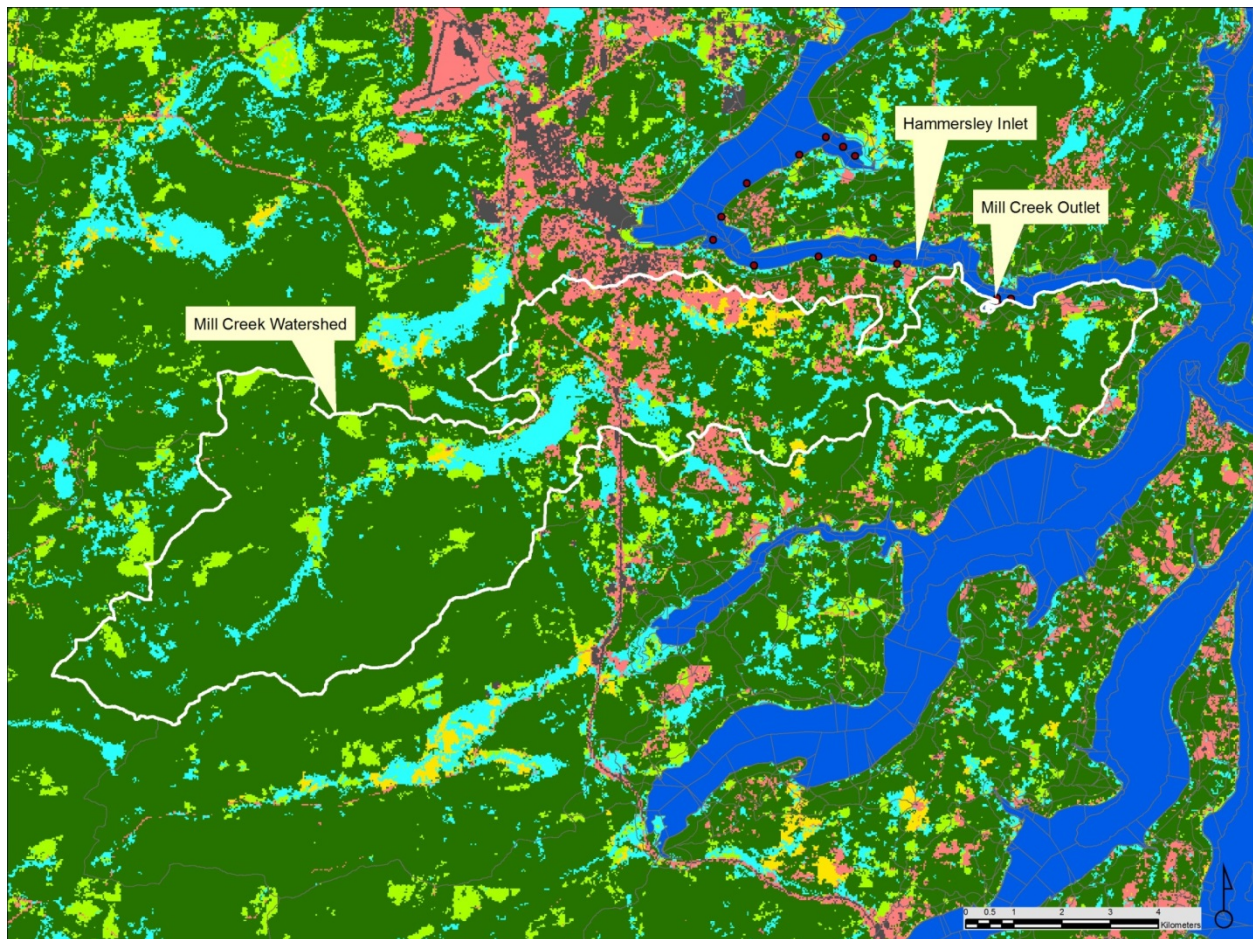 Hammersley Inlet
Mill Creek Outlet
Mill Creek Watershed
0 0.5 1 2 3 4
Kilometers